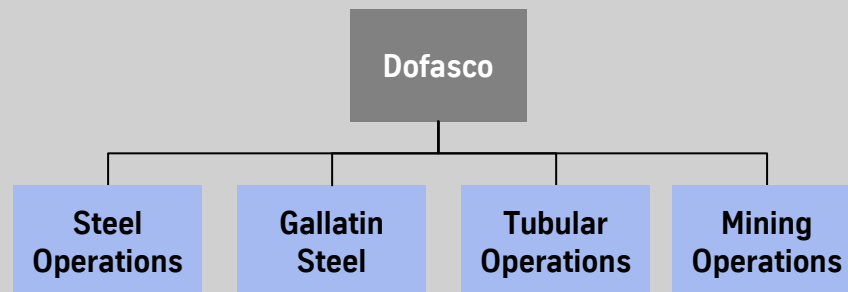 Dofasco
Steel
Operations
Gallatin
Steel
Tubular
Operations
Mining
Operations